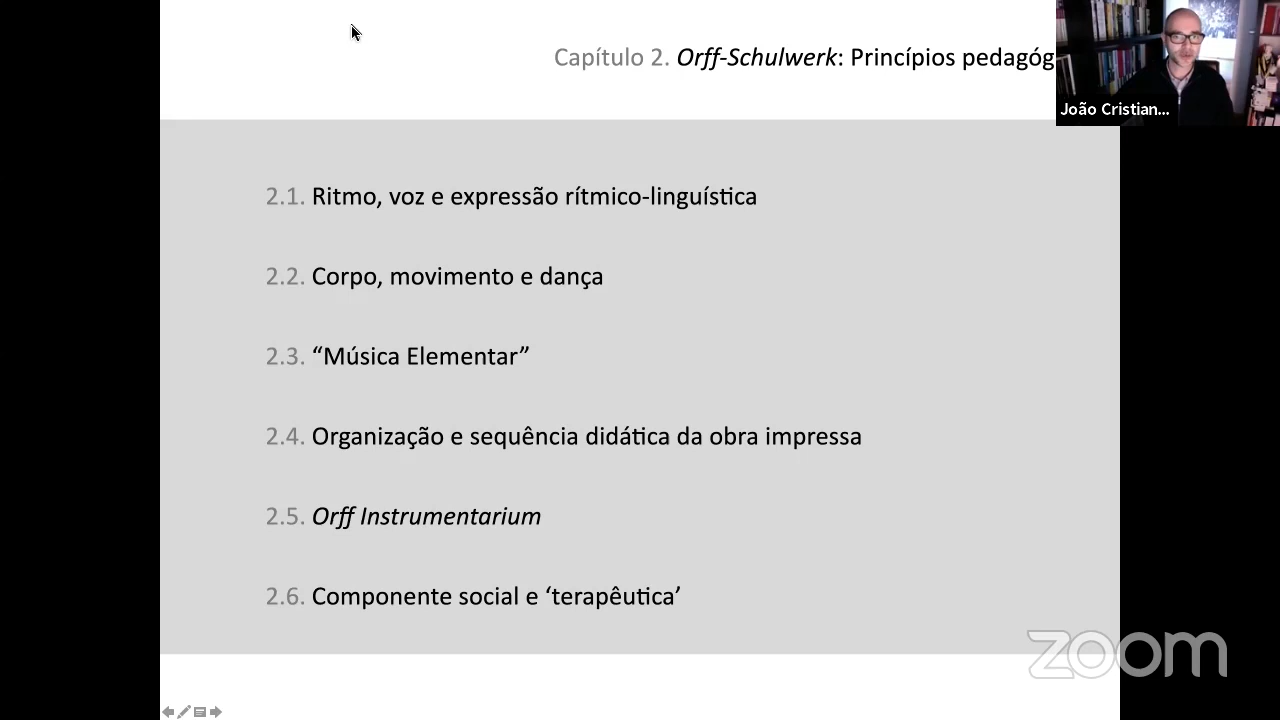 Capítulo 2. Orff-Schulwerk: Princípios pedagóg
João Cristian...
2.1. Ritmo, voz e expressão rítmico-linguística
2.2. Corpo, movimento e dança
2.3. “Música Elementar”
2.4. Organização e sequência didática da obra impressa
2.5. Orff Instrumentarium
2.6. Componente social e ‘terapêutica’
zoom